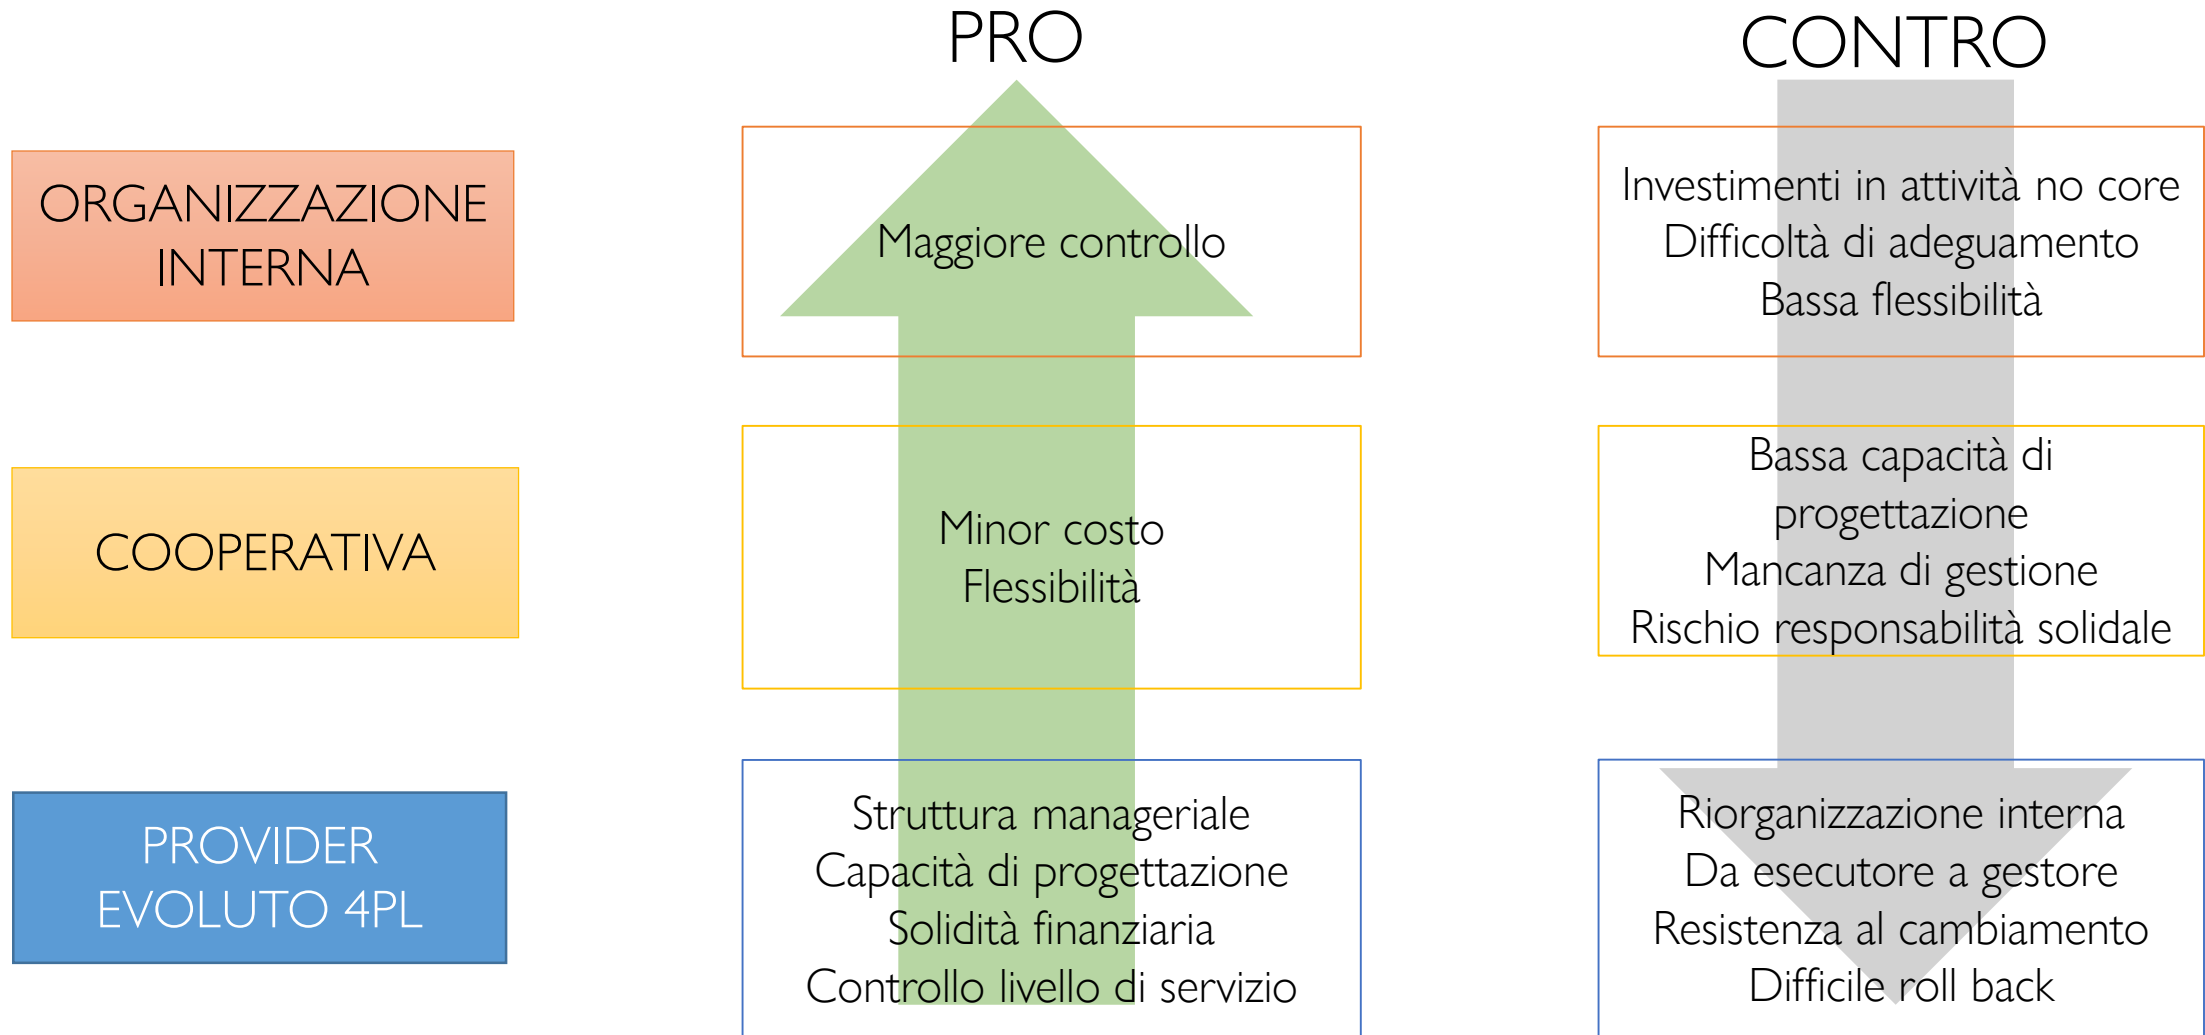 PRO
CONTRO
ORGANIZZAZIONE
INTERNA
Maggiore controllo
Investimenti in attività no core
Difficoltà di adeguamento
Bassa flessibilità
COOPERATIVA
Minor costo
Flessibilità
Bassa capacità di
progettazione
Mancanza di gestione
Rischio responsabilità solidale
PROVIDER
EVOLUTO 4PL
Struttura manageriale
Capacità di progettazione
Solidità finanziaria
Controllo livello di servizio
Riorganizzazione interna
Da esecutore a gestore
Resistenza al cambiamento
Difficile roll back